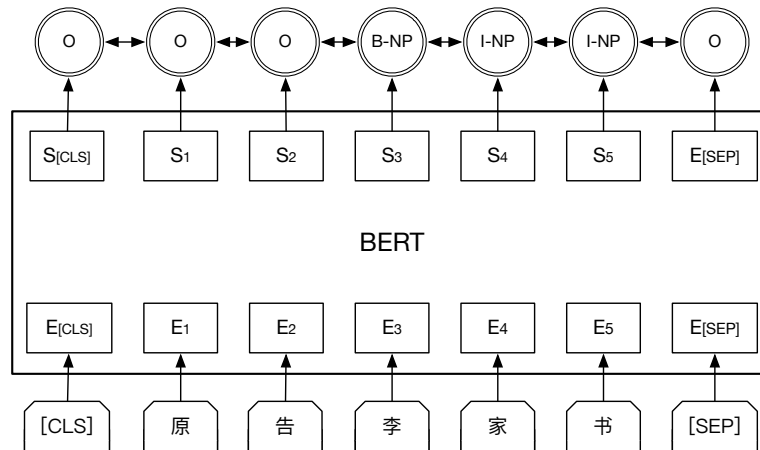 O O O B-NP I-NP I-NP O
S[CLS] S1 S2 S3 S4 S5 E[SEP]
BERT
E[CLS] E1 E2 E3 E4 E5 E[SEP]
[CLS] 原 告 李 家 书 [SEP]